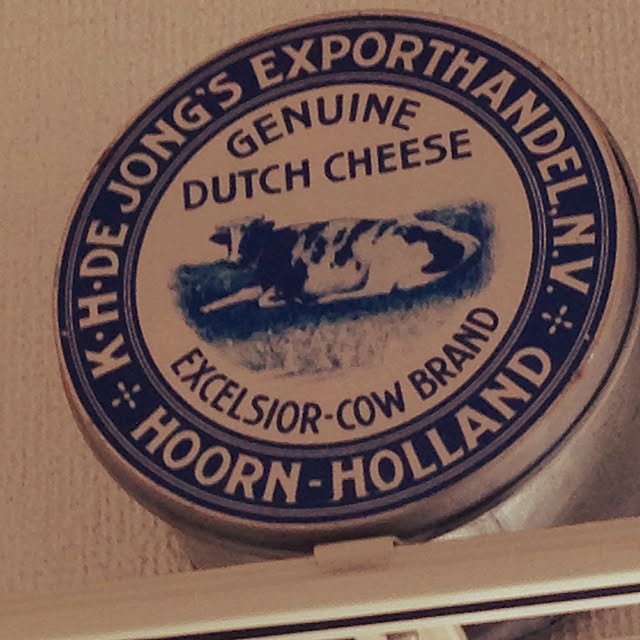 K·H·DE JONG'S EXPORTHANDEL, N.V.
GENUINE
DUTCH CHEESE
EXCELSIOR-COW BRAND
HOORN-HOLLAND